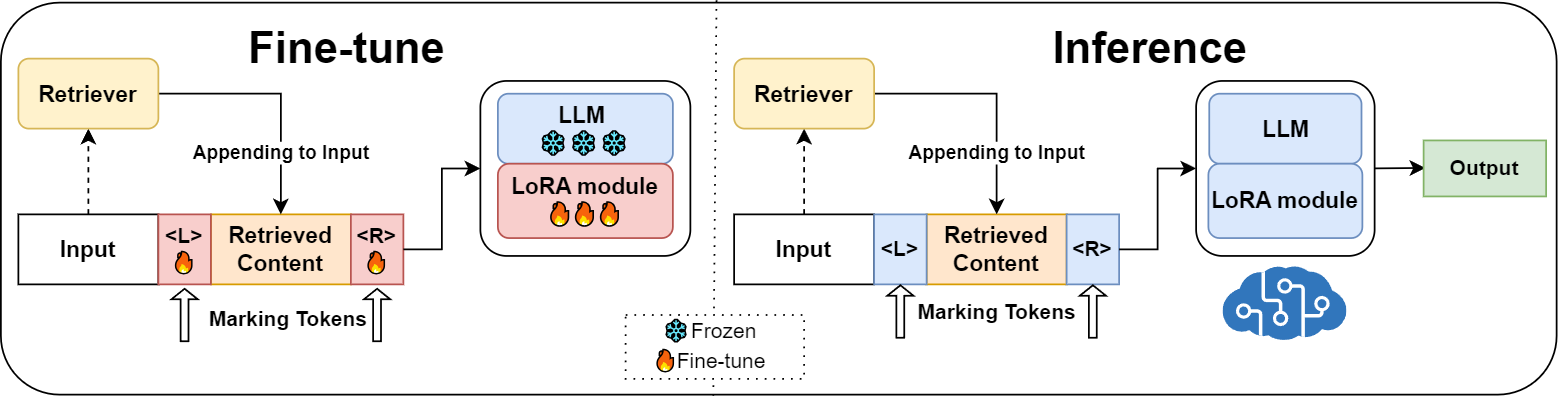 Fine-tune
Retriever
Appending to Input
LLM
LoRA module
Input
<L>
Retrieved
Content
<R>
Marking Tokens
Inference
Retriever
Appending to Input
LLM
LoRA module
Output
Input
<L>
Retrieved
Content
<R>
Marking Tokens
Frozen
Fine-tune